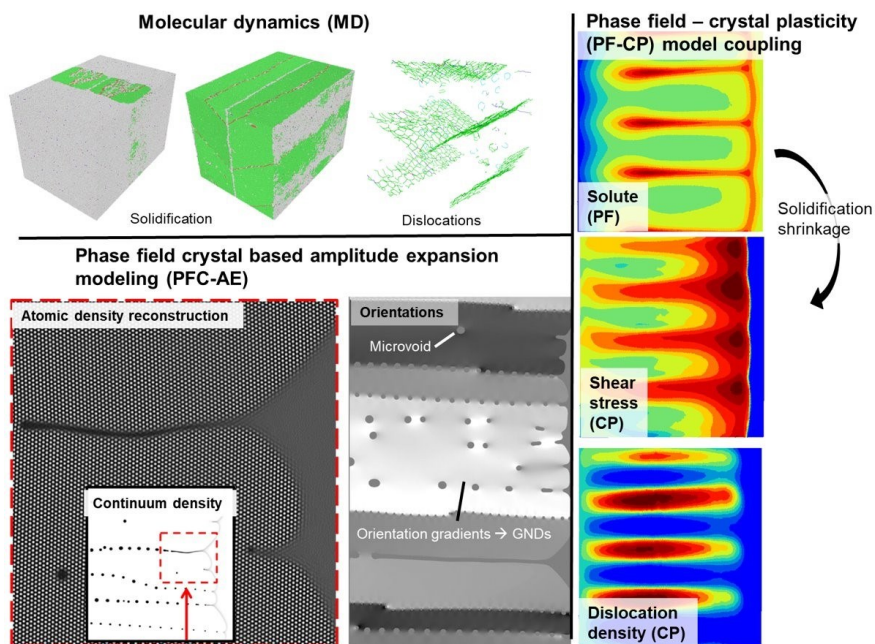 Molecular dynamics (MD)
Solidification
Dislocations
Phase field crystal based amplitude expansion
modeling (PFC-AE)
Atomic density reconstruction
Continuum density
Orientations
Microvoid
Orientation gradients → GNDs
Phase field – crystal plasticity
(PF-CP) model coupling
Solute
(PF)
Solidification
shrinkage
Shear
stress
(CP)
Dislocation
density (CP)